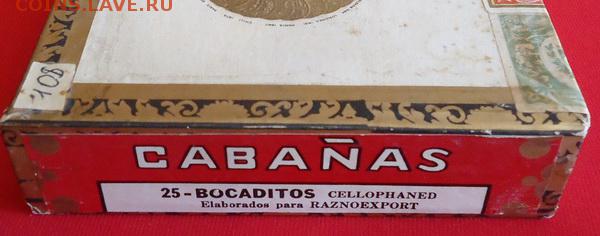 COINS.LAVE.RU
108
CABAÑAS
25-BOCADITOS CELLOPHANED
Elaborados para RAZNOEXPORT